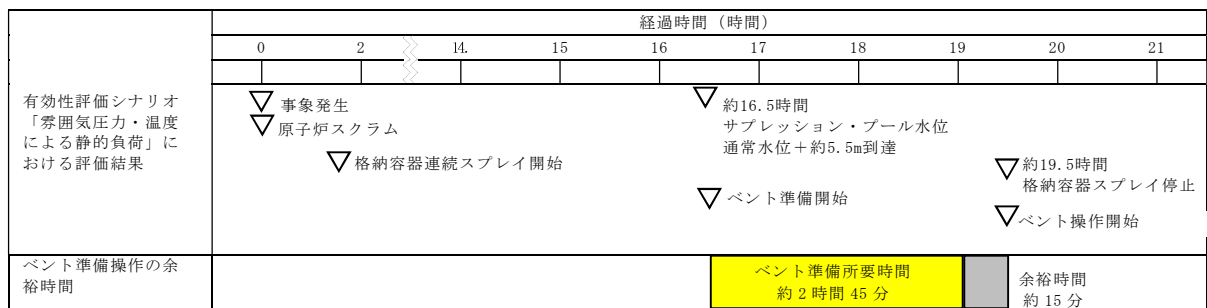 経過時間（時間）
0 2 14. 15 16 17 18 19 20 21
有効性評価シナリオ
「雰囲気圧力・温度
による静的負荷」に
おける評価結果
事象発生
原子炉スクラム
格納容器連続スプレイ開始
約16.5時間
サプレッション・プール水位
通常水位＋約5.5m到達
ベント準備開始
約19.5時間
格納容器スプレイ停止
ベント操作開始
ベント準備操作の余
裕時間
ベント準備所要時間
約２時間 45 分
余裕時間
約 15 分